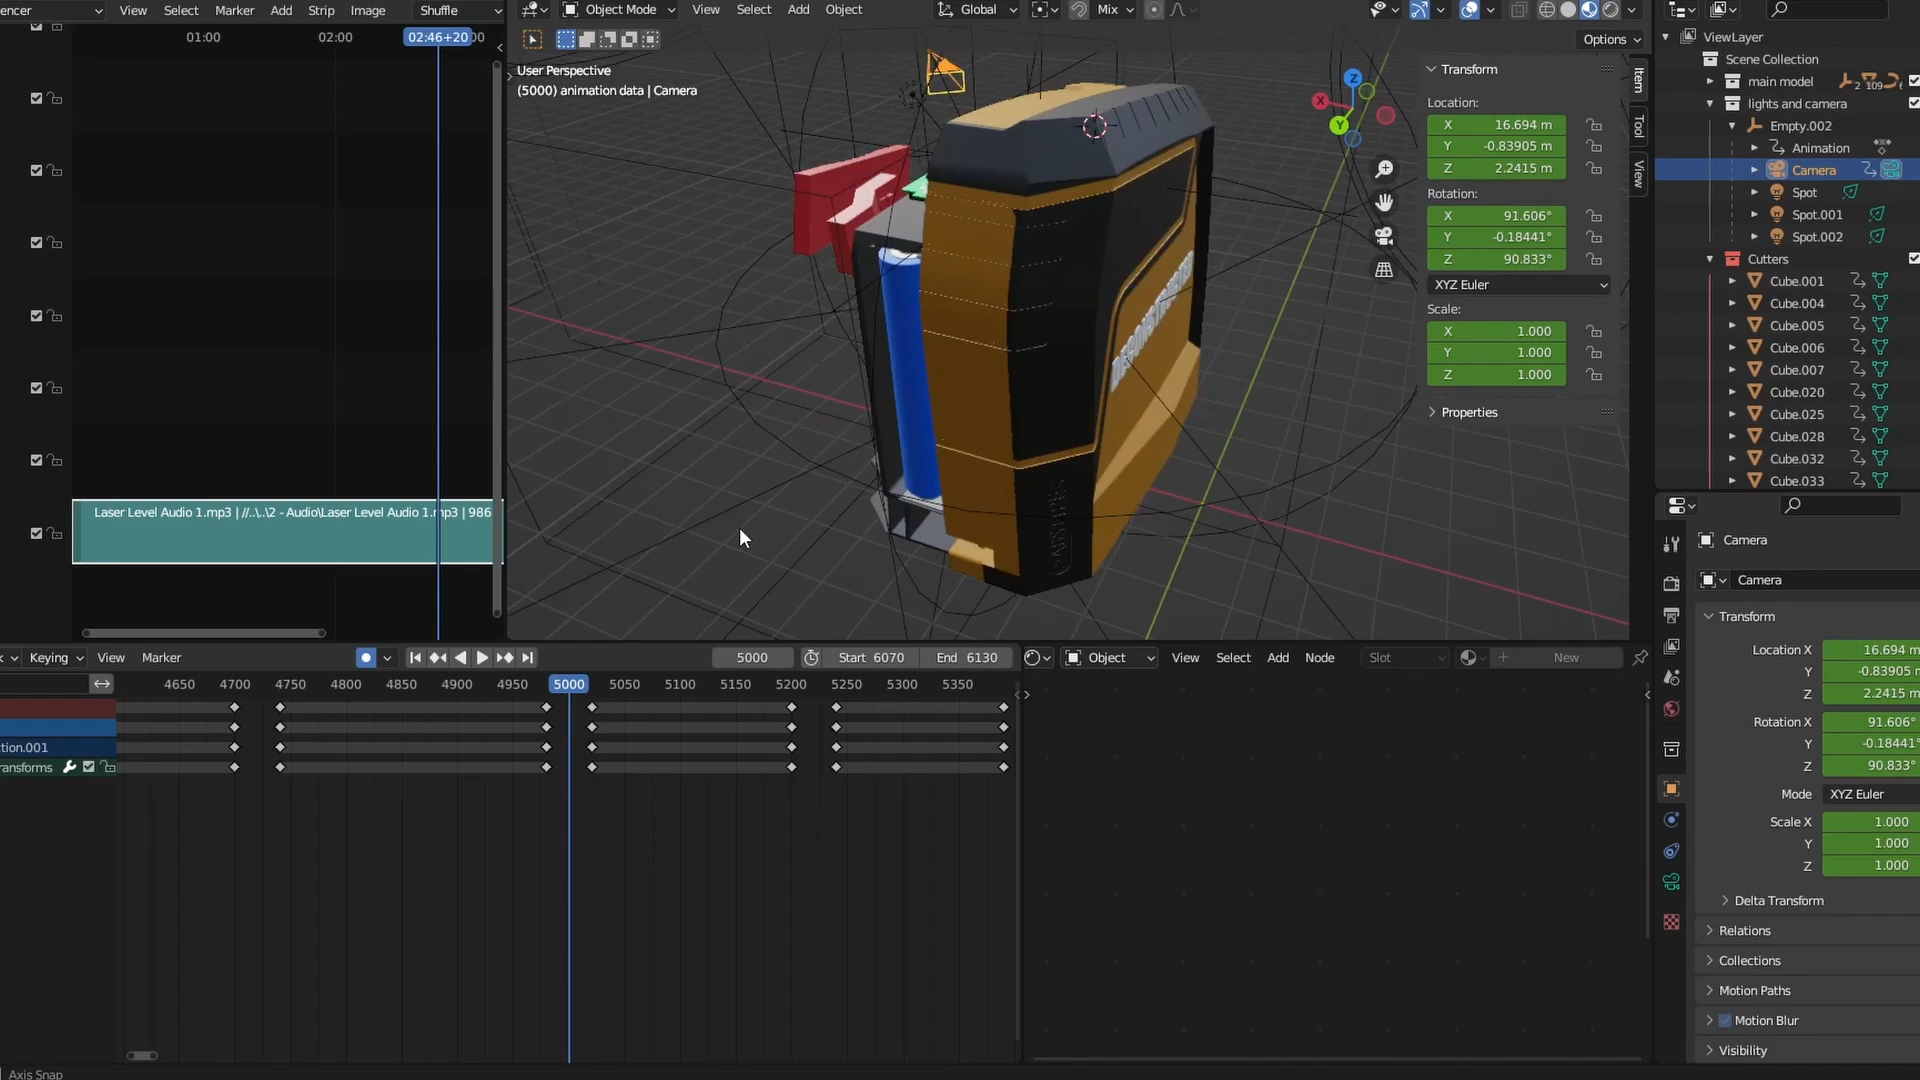 encer View Select Marker Add Strip Image Shuffle
01:00 02:00 02:46+20 :00
Laser Level Audio 1.mp3 | //..\..\2 - Audio\Laser Level Audio 1.mp3 | 986
Object Mode View Select Add Object Global Mix
Options
User Perspective
(5000) animation data | Camera
Z
X
Y
Transform
Location:
X 16.694 m
Y -0.83905 m
Z 2.2415 m
Rotation:
X 91.606°
Y -0.18441°
Z 90.833°
XYZ Euler
Scale:
X 1.000
Y 1.000
Z 1.000
Properties
Item
Tool
View
ViewLayer
Scene Collection
main model 2 109 6
lights and camera
Empty.002
Animation
Camera
Spot
Spot.001
Spot.002
Cutters
Cube.001
Cube.004
Cube.005
Cube.006
Cube.007
Cube.020
Cube.025
Cube.028
Cube.032
Cube.033
Keying View Marker 5000 Start 6070 End 6130
4650 4700 4750 4800 4850 4900 4950 5000 5050 5100 5150 5200 5250 5300 5350
tion.001
ransforms
Object View Select Add Node Slot New
Camera
Camera
Transform
Location X 16.694 m
Y -0.83905 m
Z 2.2415 m
Rotation X 91.606°
Y -0.18441°
Z 90.833°
Mode XYZ Euler
Scale X 1.000
Y 1.000
Z 1.000
Delta Transform
Relations
Collections
Motion Paths
Motion Blur
Visibility
Axis Snap